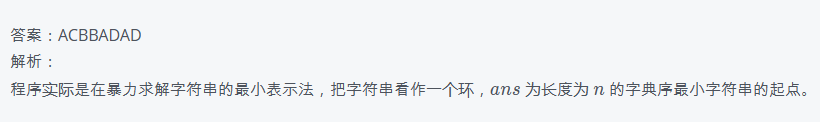 答案：ACBBADAD
解析：
程序实际是在暴力求解字符串的最小表示法，把字符串看作一个环，ans 为长度为 n 的字典序最小字符串的起点。